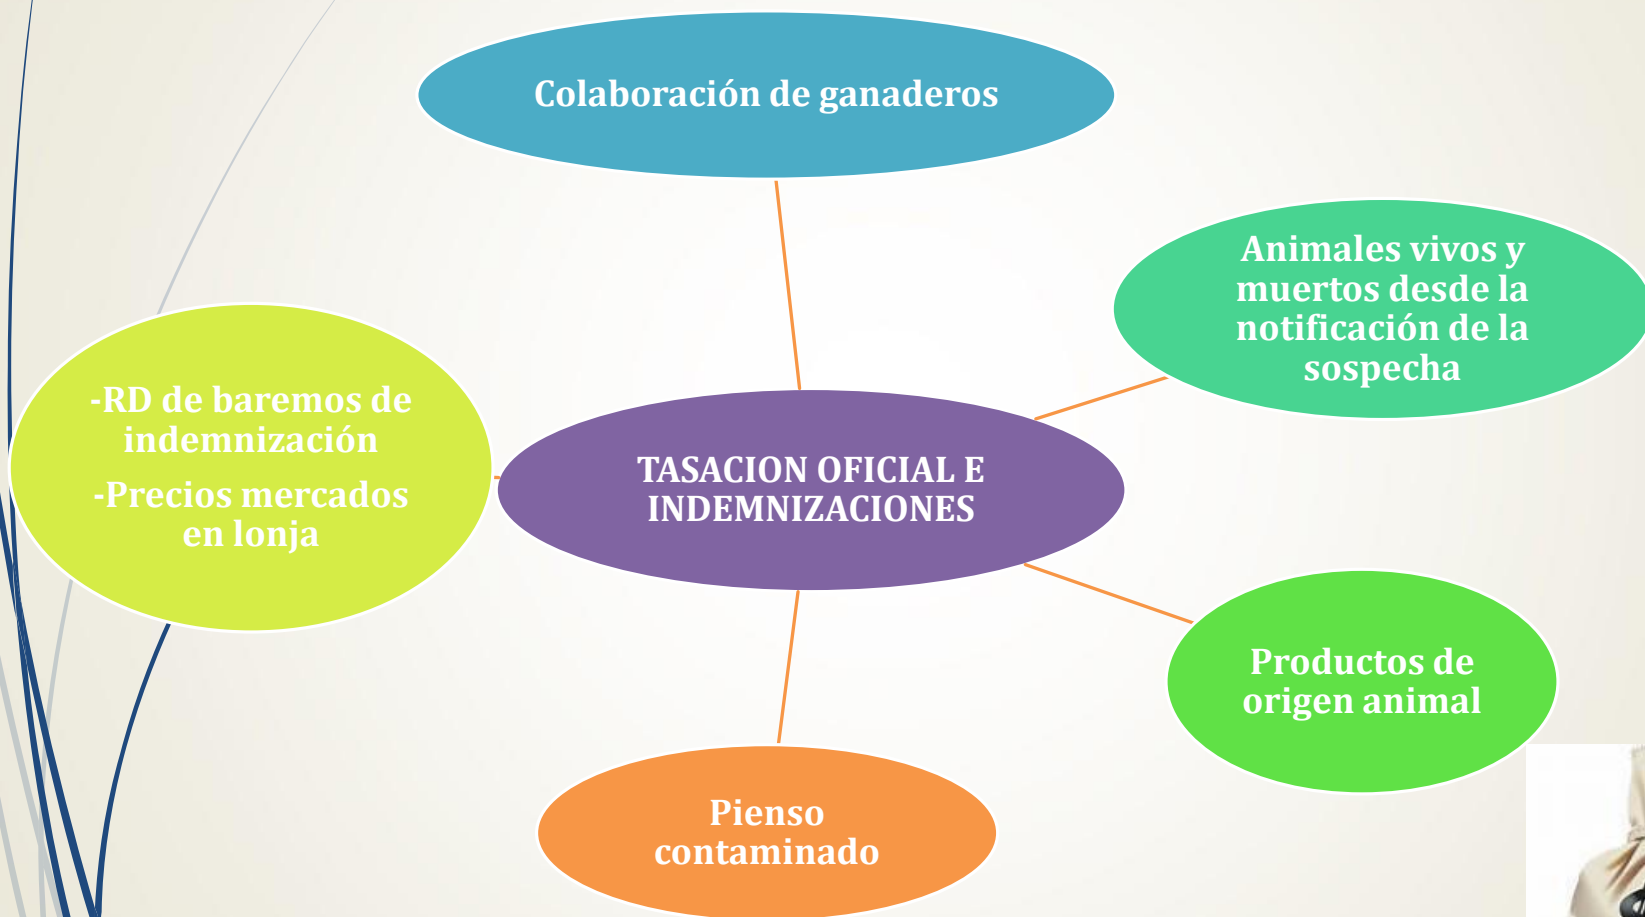 Colaboración de ganaderos
Animales vivos y
muertos desde la
notificación de la
sospecha
-RD de baremos de
indemnización
-Precios mercados
en lonja
TASACION OFICIAL E
INDEMNIZACIONES
Productos de
origen animal
Pienso
contaminado